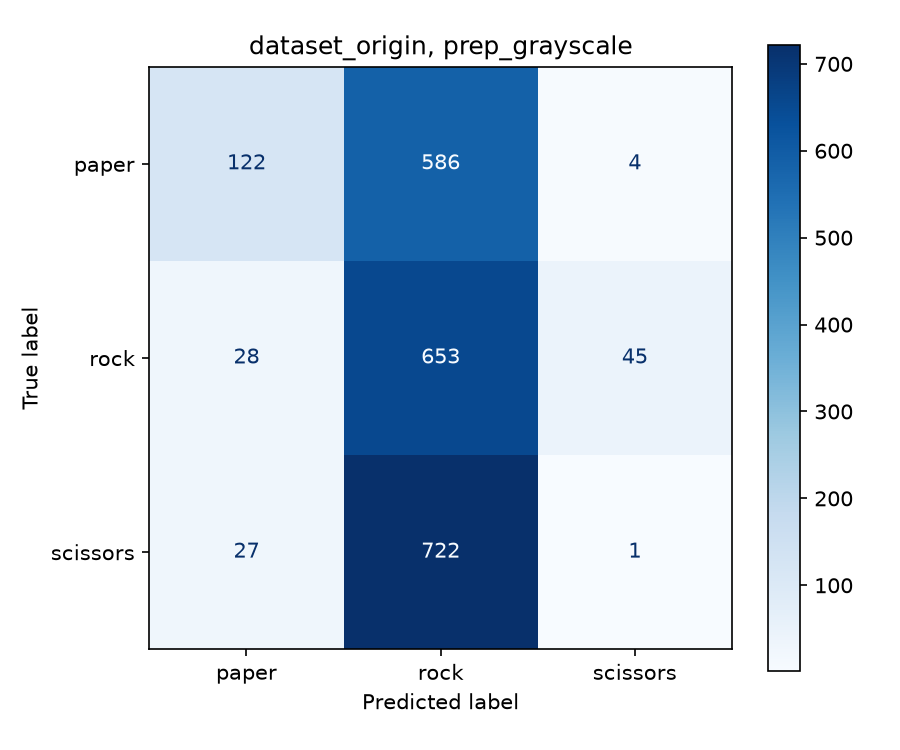 dataset_origin, prep_grayscale
700
600
500
400
300
200
100
True label
paper 122 586 4
rock 28 653 45
scissors 27 722 1
paper rock scissors
Predicted label